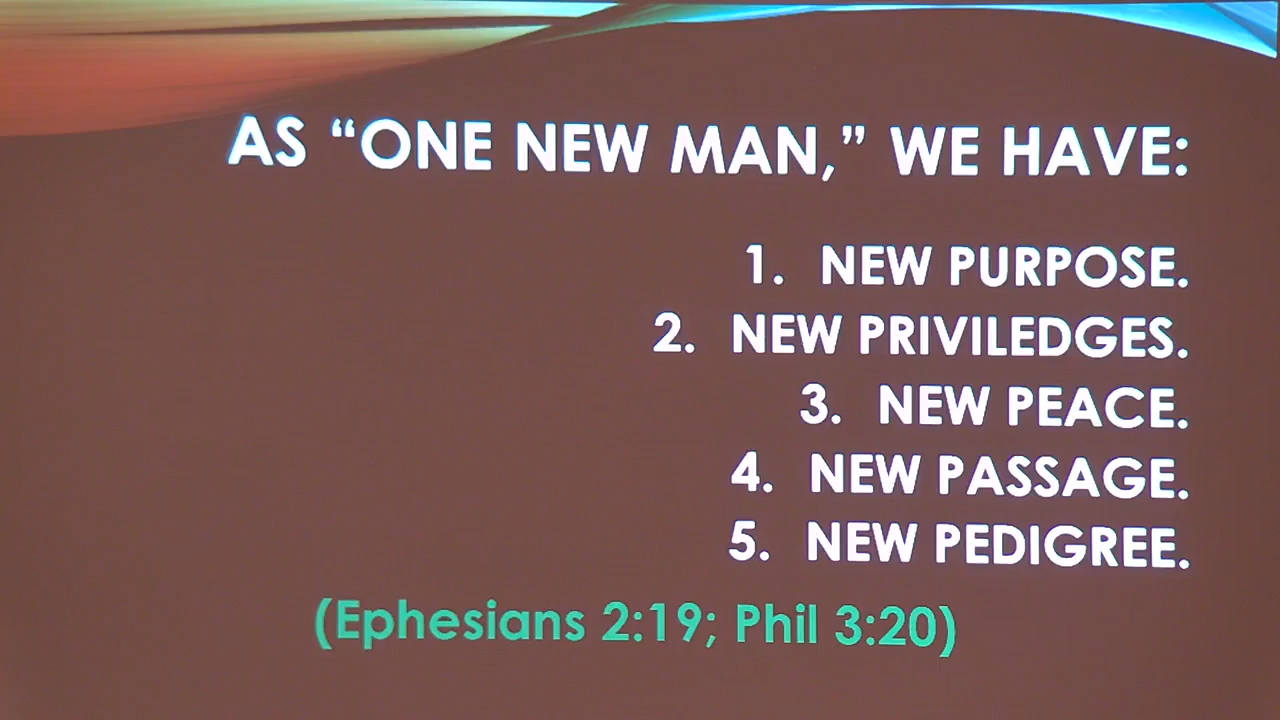 AS “ONE NEW MAN,” WE HAVE:
1. NEW PURPOSE.
2. NEW PRIVILEDGES.
3. NEW PEACE.
4. NEW PASSAGE.
5. NEW PEDIGREE.
(Ephesians 2:19; Phil 3:20)